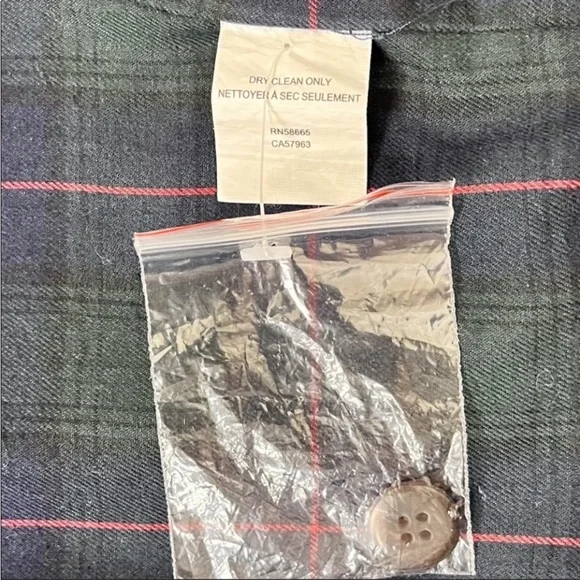 DRY CLEAN ONLY
NETTOYER À SEC SEULEMENT
RN58665
CA57963